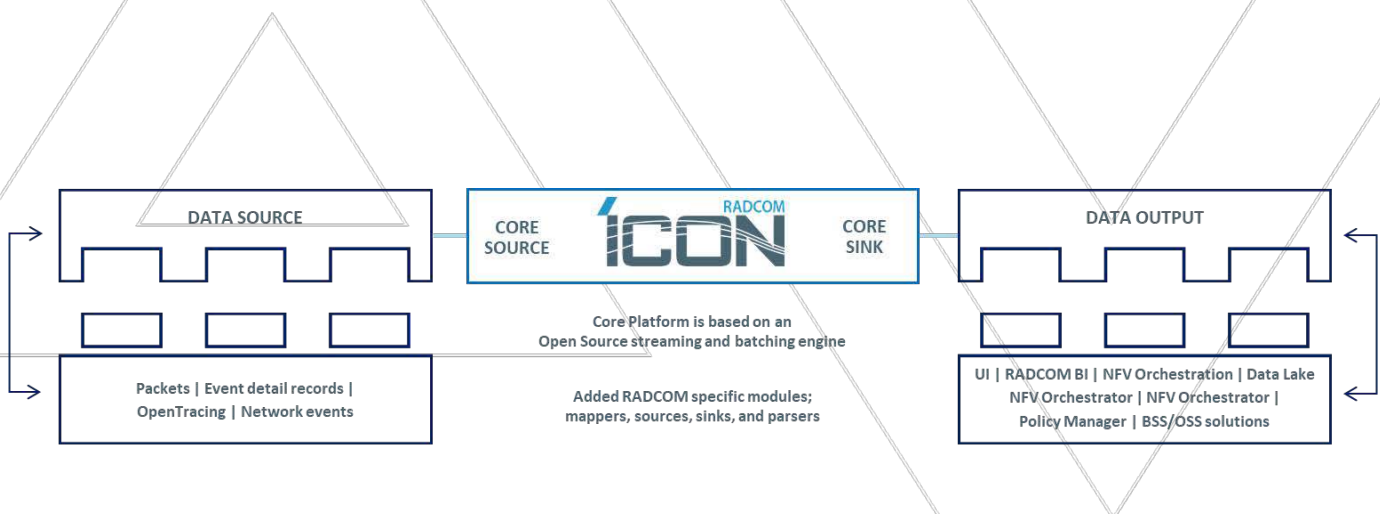 DATA SOURCE
CORE
SOURCE
RADCOM
iCON
CORE
SINK
DATA OUTPUT
Core Platform is based on an
Open Source streaming and batching engine
Packets | Event detail records |
OpenTracing | Network events
Added RADCOM specific modules;
mappers, sources, sinks, and parsers
UI | RADCOM BI | NFV Orchestration | Data Lake
NFV Orchestrator | NFV Orchestrator |
Policy Manager | BSS/OSS solutions